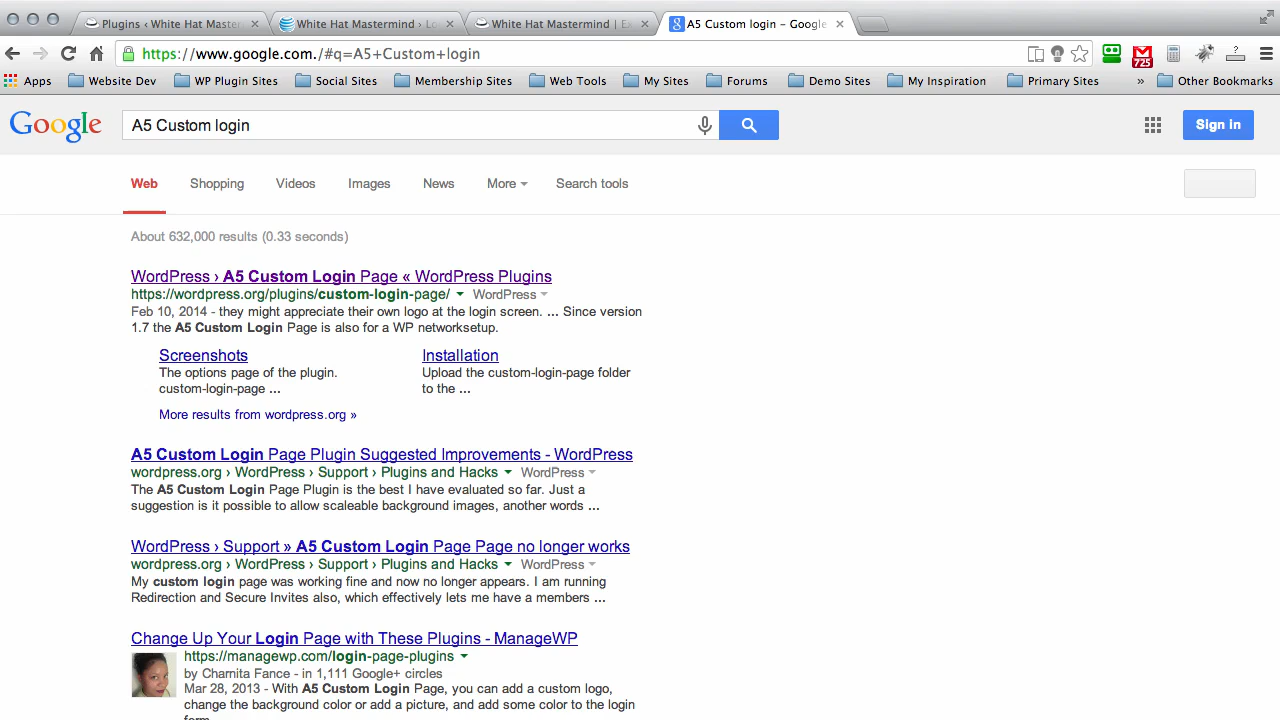 Plugins ‹ White Hat Master
White Hat Mastermind › Lo
White Hat Mastermind | Ex
A5 Custom login - Google
https://www.google.com./#q=A5+Custom+login
725
?
Apps
Website Dev
WP Plugin Sites
Social Sites
Membership Sites
Web Tools
My Sites
Forums
Demo Sites
My Inspiration
Primary Sites
»
Other Bookmarks
Google
A5 Custom login
Sign In
Web
Shopping
Videos
Images
News
More
Search tools
About 632,000 results (0.33 seconds)
WordPress › A5 Custom Login Page « WordPress Plugins
https://wordpress.org/plugins/custom-login-page/ WordPress
Feb 10, 2014 - they might appreciate their own logo at the login screen. ... Since version
1.7 the A5 Custom Login Page is also for a WP networksetup.
Screenshots
The options page of the plugin.
custom-login-page ...
Installation
Upload the custom-login-page folder
to the ...
More results from wordpress.org »
A5 Custom Login Page Plugin Suggested Improvements - WordPress
wordpress.org › WordPress › Support › Plugins and Hacks WordPress
The A5 Custom Login Page Plugin is the best I have evaluated so far. Just a
suggestion is it possible to allow scaleable background images, another words ...
WordPress › Support » A5 Custom Login Page Page no longer works
wordpress.org › WordPress › Support › Plugins and Hacks WordPress
My custom login page was working fine and now no longer appears. I am running
Redirection and Secure Invites also, which effectively lets me have a members ...
Change Up Your Login Page with These Plugins - ManageWP
https://managewp.com/login-page-plugins
by Charnita Fance - in 1,111 Google+ circles
Mar 28, 2013 - With A5 Custom Login Page, you can add a custom logo,
change the background color or add a picture, and add some color to the login
form